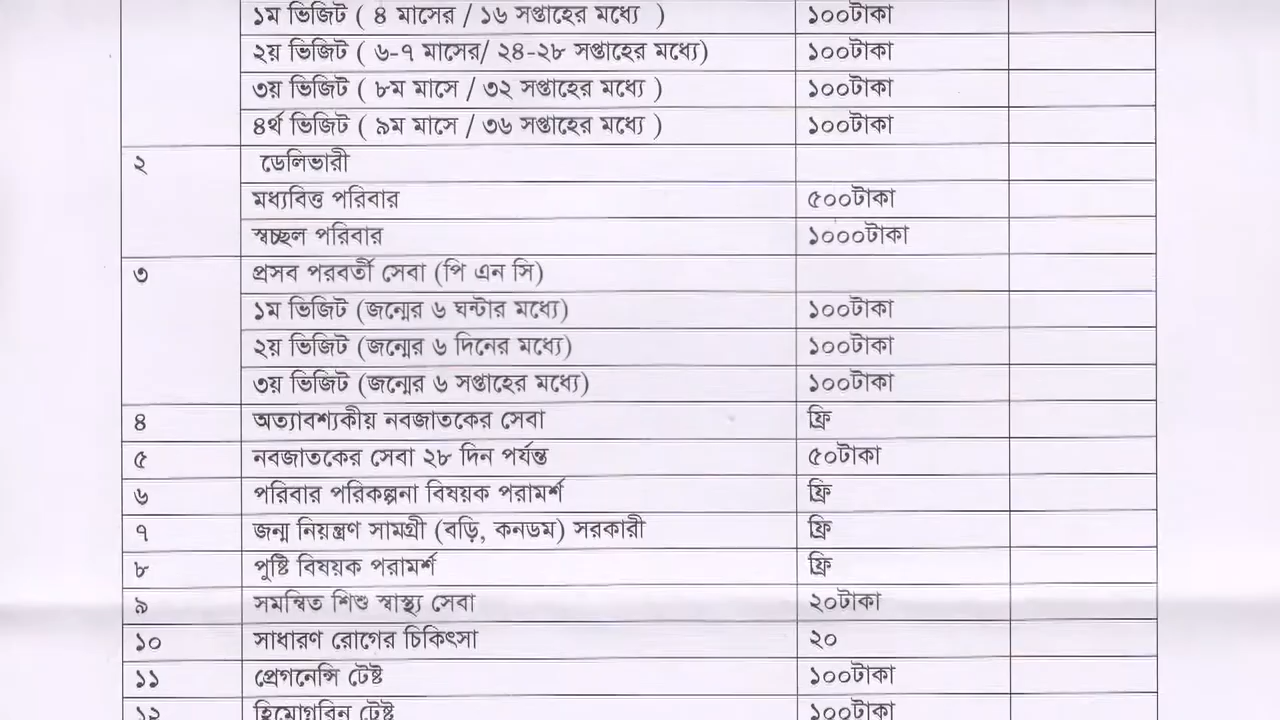 ১ম ভিজিট ( ৪ মাসের / ১৬ সপ্তাহের মধ্যে ) ১০০টাকা
২য় ভিজিট ( ৬-৭ মাসের/ ২৪-২৮ সপ্তাহের মধ্যে) ১০০টাকা
৩য় ভিজিট ( ৮ম মাসে / ৩২ সপ্তাহের মধ্যে ) ১০০টাকা
৪র্থ ভিজিট ( ৯ম মাসে / ৩৬ সপ্তাহের মধ্যে ) ১০০টাকা
২ ডেলিভারী
মধ্যবিত্ত পরিবার ৫০০টাকা
স্বচ্ছল পরিবার ১০০০টাকা
৩ প্রসব পরবর্তী সেবা (পি এন সি)
১ম ভিজিট (জন্মের ৬ ঘন্টার মধ্যে) ১০০টাকা
২য় ভিজিট (জন্মের ৬ দিনের মধ্যে) ১০০টাকা
৩য় ভিজিট (জন্মের ৬ সপ্তাহের মধ্যে) ১০০টাকা
৪ অত্যাবশ্যকীয় নবজাতকের সেবা ফ্রি
৫ নবজাতকের সেবা ২৮ দিন পর্যন্ত ৫০টাকা
৬ পরিবার পরিকল্পনা বিষয়ক পরামর্শ ফ্রি
৭ জন্ম নিয়ন্ত্রণ সামগ্রী (বড়ি, কনডম) সরকারী ফ্রি
৮ পুষ্টি বিষয়ক পরামর্শ ফ্রি
৯ সমন্বিত শিশু স্বাস্থ্য সেবা ২০টাকা
১০ সাধারণ রোগের চিকিৎসা ২০
১১ প্রেগনেন্সি টেষ্ট ১০০টাকা
১২ হিমোগ্লবিন টেষ্ট ১০০টাকা